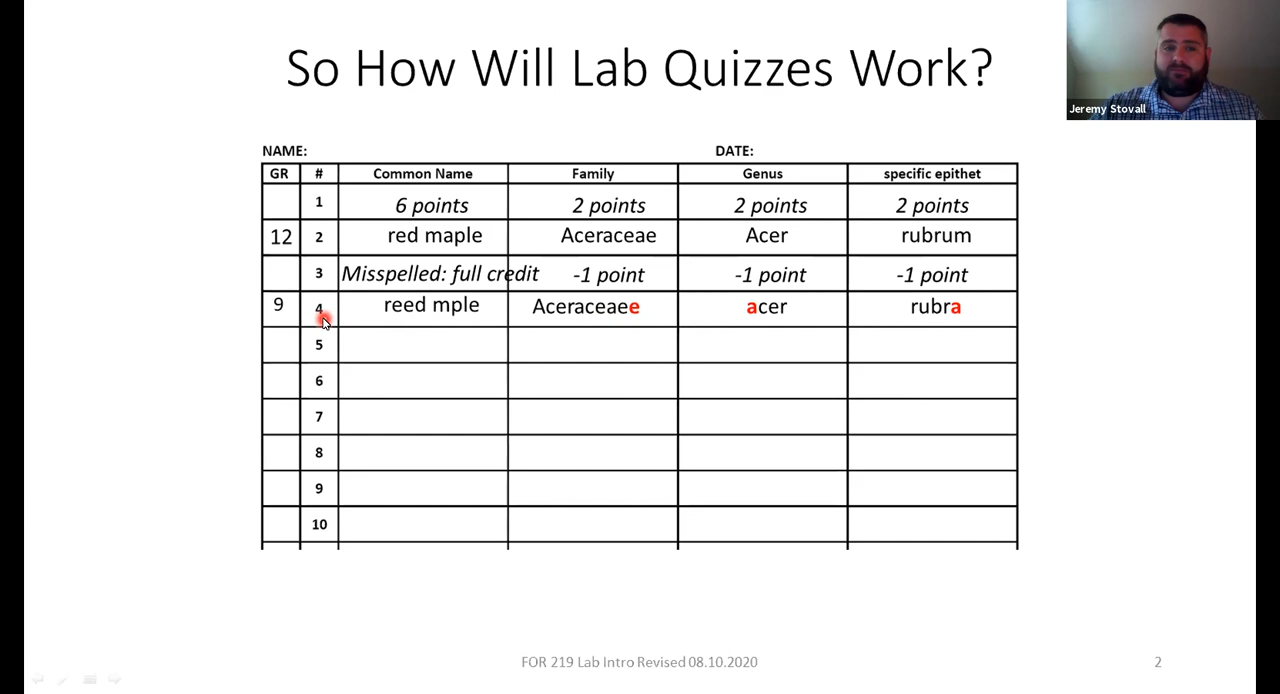 So How Will Lab Quizzes Work?
Jeremy Stovall
NAME: DATE:
GR # Common Name Family Genus specific epithet
1 6 points 2 points 2 points 2 points
12 2 red maple Aceraceae Acer rubrum
3 Misspelled: full credit -1 point -1 point -1 point
9 4 reed mple Aceraceaee acer rubra
5
6
7
8
9
10
FOR 219 Lab Intro Revised 08.10.2020 2